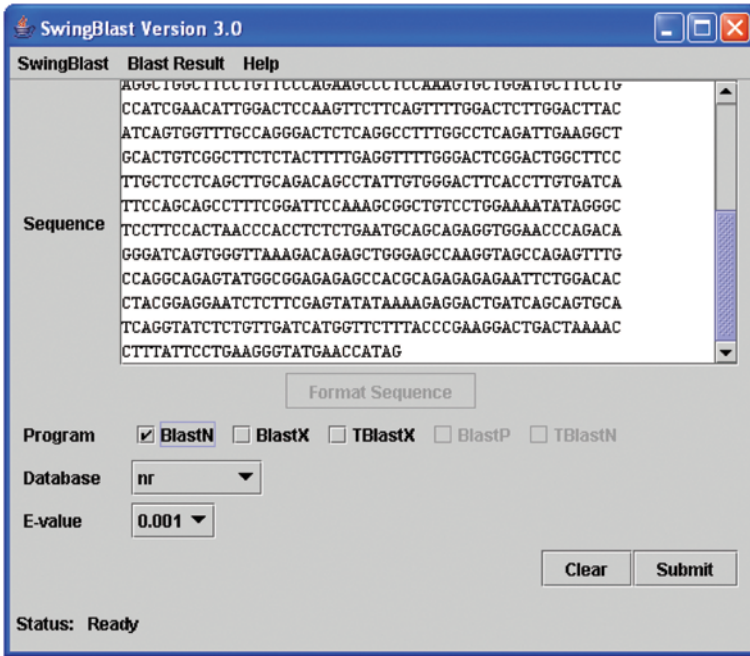 SwingBlast Version 3.0
SwingBlast Blast Result Help
AGGCTGGCTTCCTGTTCCCAGAAGCCCTCCAAAGTGCTGGATGCTTCCTG
CCATCGAACATTGGACTCCAAGTTCTTCAGTTTTGGACTCTTGGACTTAC
ATCAGTGGTTTGCCAGGGACTCTCAGGCCTTTGGCCTCAGATTGAAGGCT
GCACTGTCGGCTTCTCTACTTTTGAGGTTTTGGGACTCGGACTGGCTTCC
TTGCTCCTCAGCTTGCAGACAGCCTATTGTGGGACTTCACCTTGTGATCA
Sequence
TTCCAGCAGCCTTTCGGATTCCAAAGCGGCTGTCCTGGAAAATATAGGGC
TCCTTCCACTAACCCACCTCTCTGAATGCAGCAGAGGTGGAACCCAGACA
GGGATCAGTGGGTTAAAGACAGAGCTGGGAGCCAAGGTAGCCAGAGTTTG
CCAGGCAGAGTATGGCGGAGAGAGCCACGCAGAGAGAGAATTCTGGACAC
CTACGGAGGAATCTCTTCGAGTATATAAAAGAGGACTGATCAGCAGTGCA
TCAGGTATCTCTGTTGATCATGGTTCTTTACCCGAAGGACTGACTAAAAC
CTTTATTCCTGAAGGGTATGAACCATAG
Format Sequence
Program BlastN BlastX TBlastX BlastP TBlastN
Database nr
E-value 0.001
Clear Submit
Status: Ready